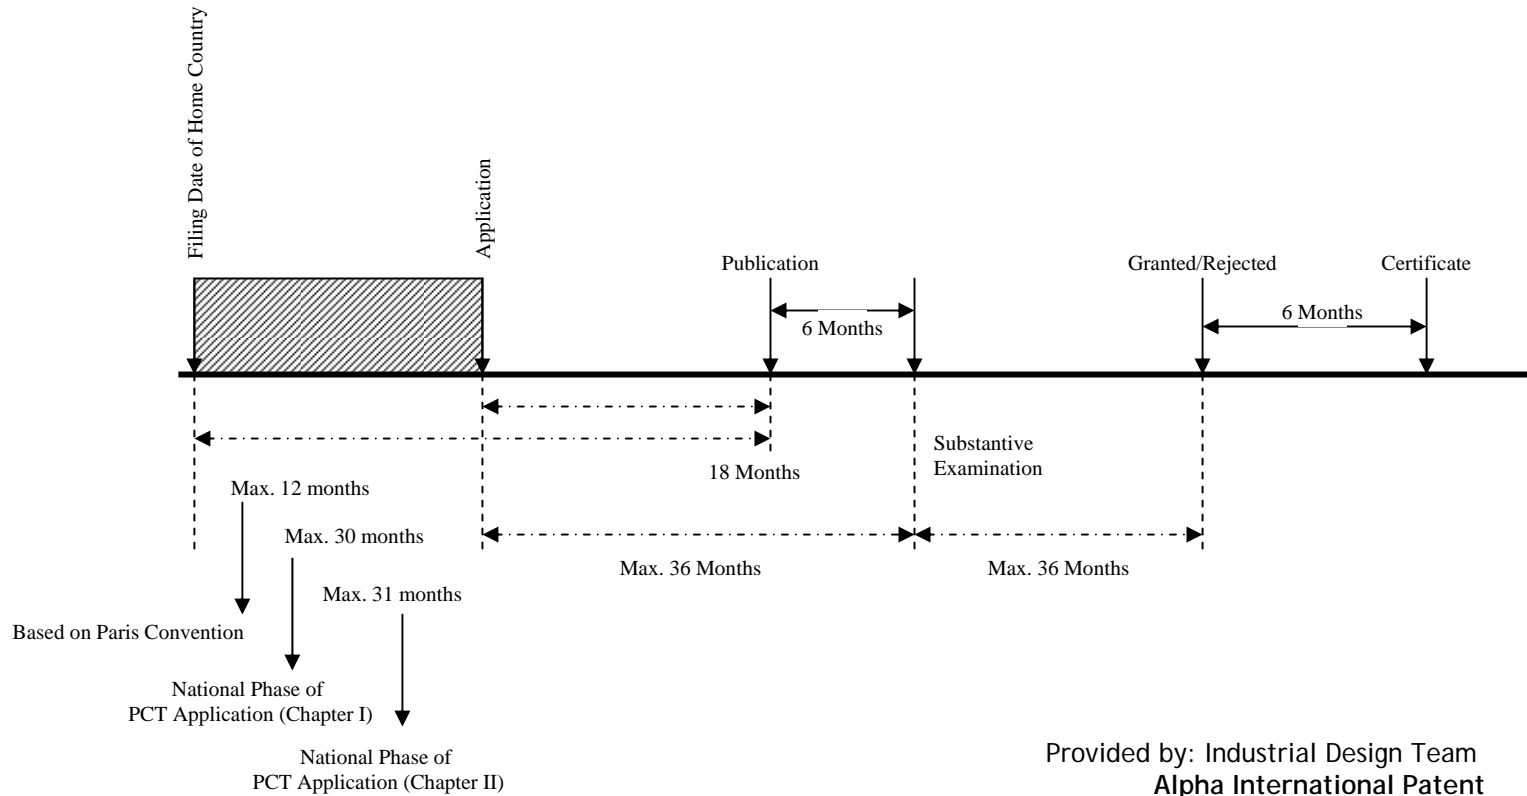 Filing Date of Home Country
Application
Publication
Granted/Rejected
Certificate
6 Months
6 Months
Substantive
Examination
18 Months
Max. 12 months
Max. 30 months
Max. 36 Months
Max. 36 Months
Max. 31 months
Based on Paris Convention
National Phase of
PCT Application (Chapter I)
National Phase of
PCT Application (Chapter II)
Provided by: Industrial Design Team
Alpha International Patent